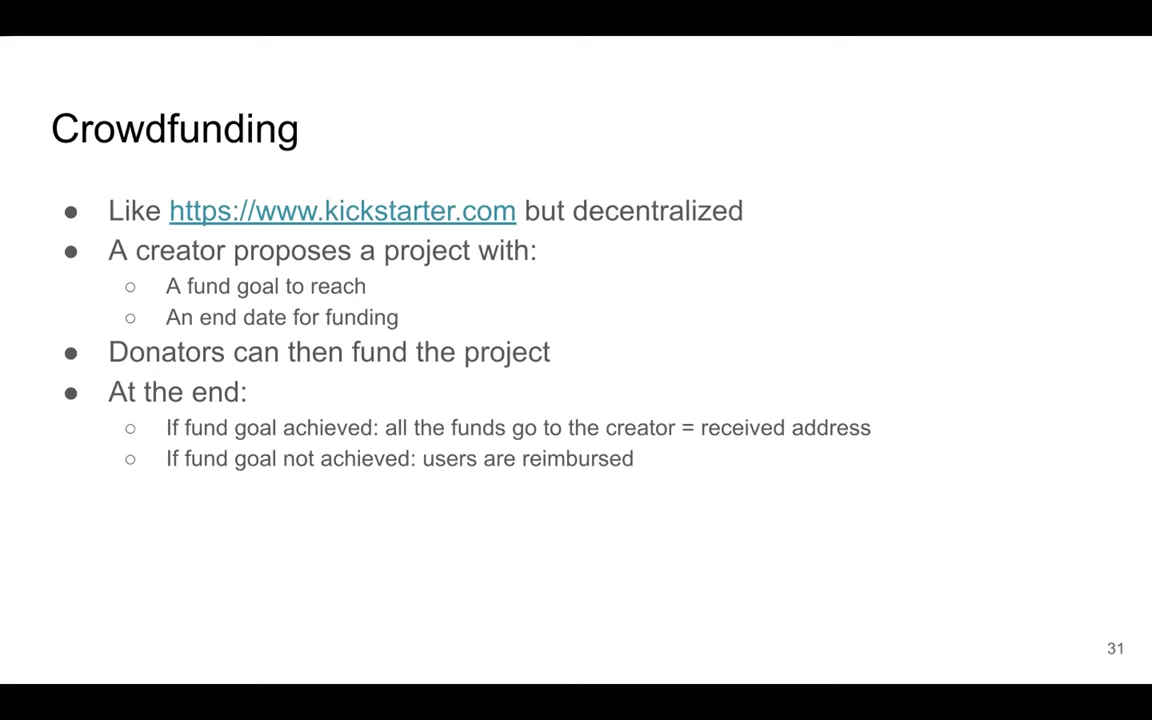 Crowdfunding
● Like https://www.kickstarter.com but decentralized
● A creator proposes a project with:
○ A fund goal to reach
○ An end date for funding
● Donators can then fund the project
● At the end:
○ If fund goal achieved: all the funds go to the creator = received address
○ If fund goal not achieved: users are reimbursed
31